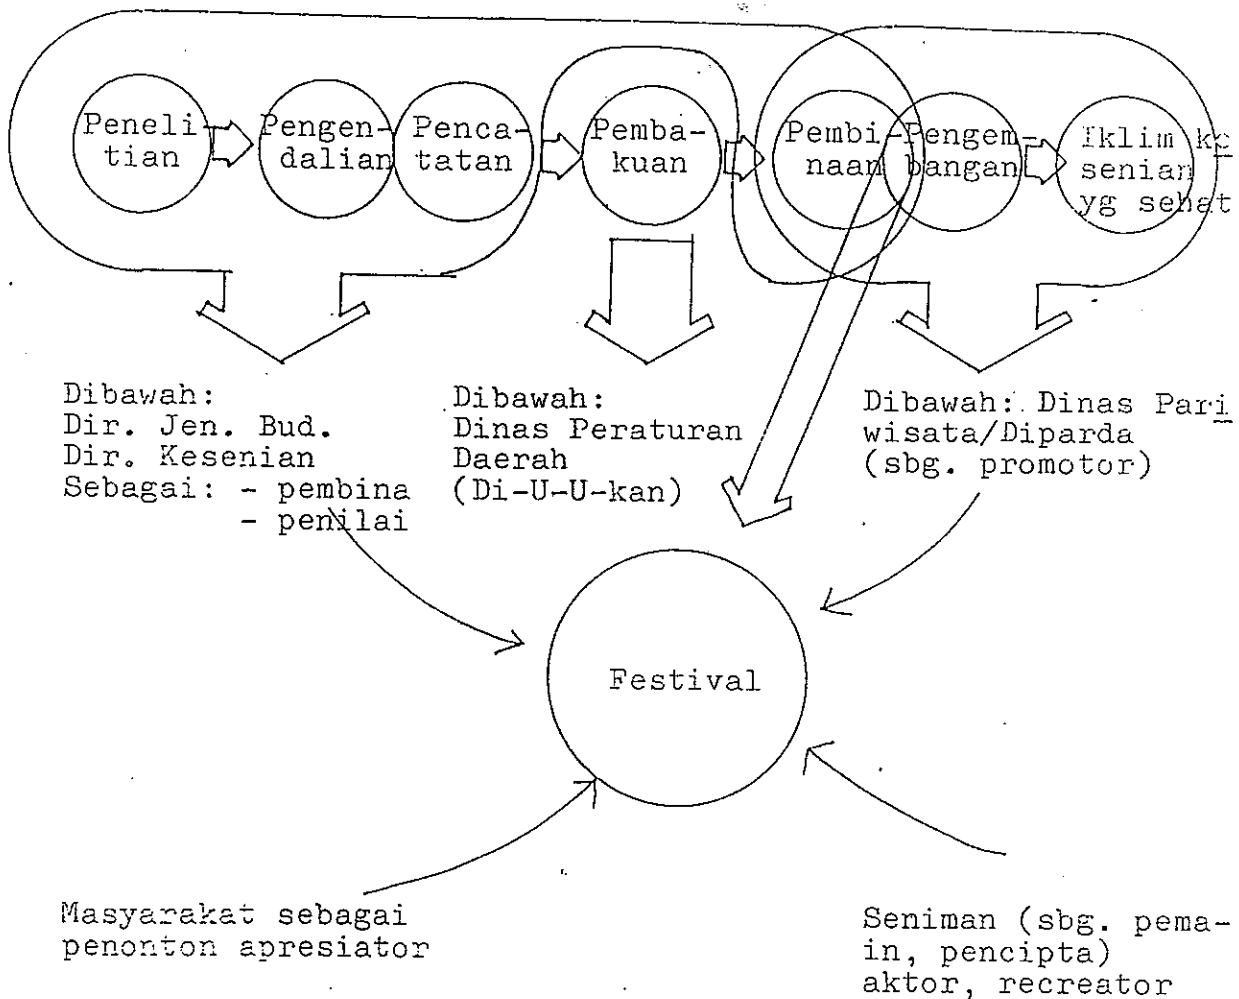 Peneli-
tian
Pengen-
dalian
Penca-
tatan
Pemba-
kuan
Pembi-
naan
Pengem-
bangan
Iklim ke
senian
yg sehat
Dibawah:
Dir. Jen. Bud.
Dir. Kesenian
Sebagai: - pembina
- penilai
Dibawah:
Dinas Peraturan
Daerah
(Di-U-U-kan)
Dibawah: Dinas Pari
wisata/Diparda
(sbg. promotor)
Festival
Masyarakat sebagai
penonton apresiator
Seniman (sbg. pema-
in, pencipta)
aktor, recreator